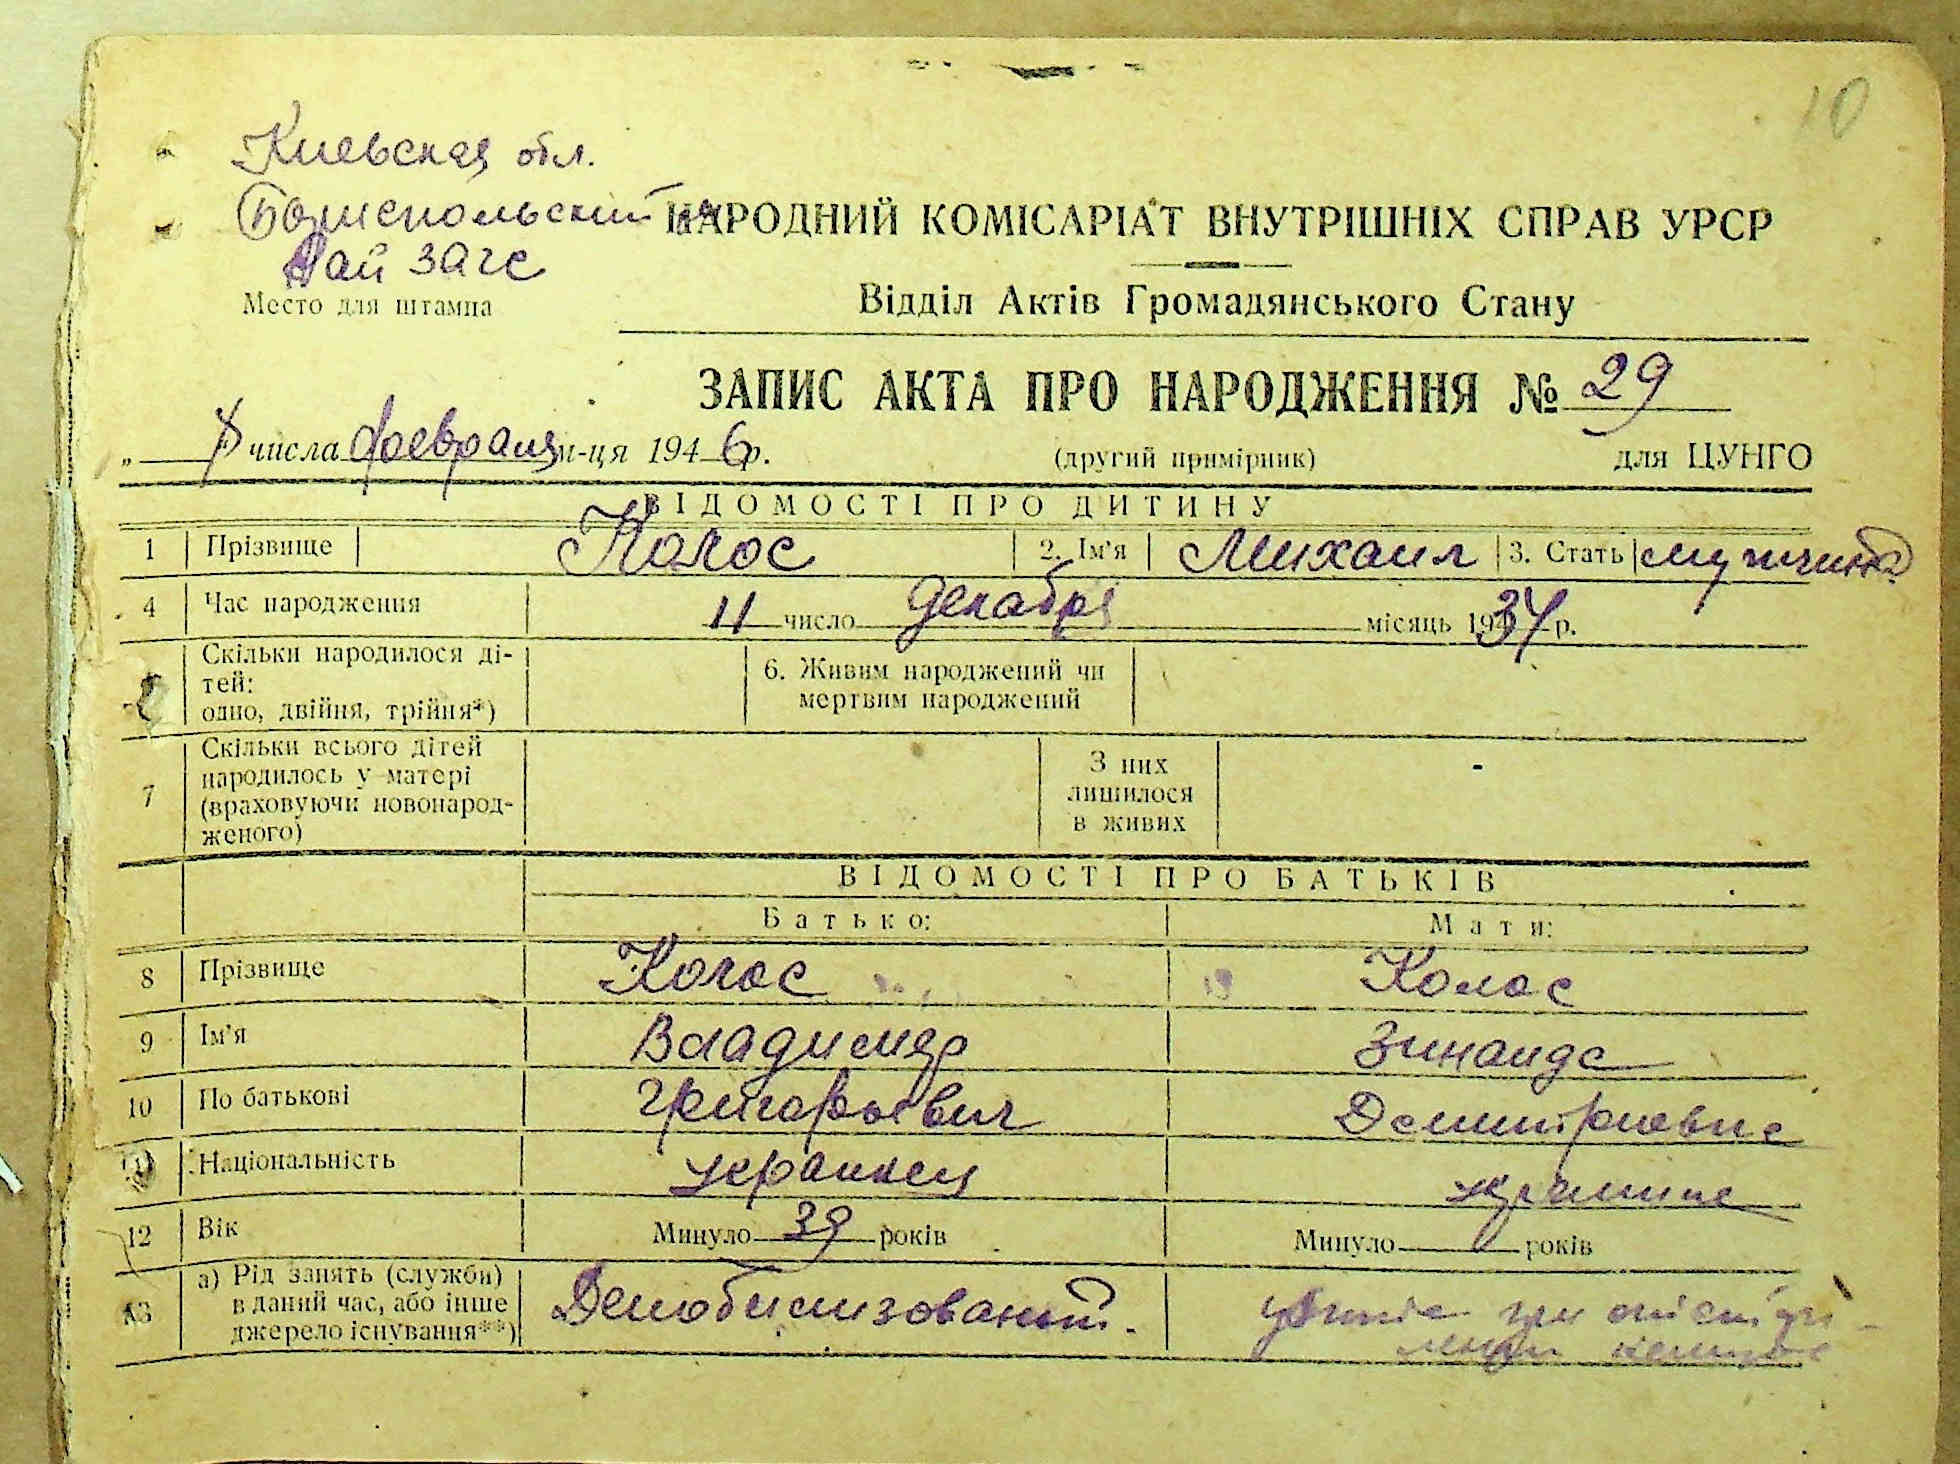 10
Киевская обл.
Бориспольский
Рай загс
Место для штампа
НАРОДНИЙ КОМІСАРІАТ ВНУТРІШНІХ СПРАВ УРСР
Відділ Актів Громадянського Стану
ЗАПИС АКТА ПРО НАРОДЖЕННЯ № 29
числа февраля м-ця 1946 р.
(другий примірник) для ЦУНГО
ВІДОМОСТІ ПРО ДИТИНУ
1 Прізвище Колос 2. Ім'я Михаил 3. Стать мужчина
4 Час народження 11 число декабря місяць 1937 р.
Скільки народилося ді-
тей:
одно, двійня, трійня*)
6. Живим народжений чи
мертвим народжений
7 Скільки всього дітей
народилось у матері
(враховуючи новонарод-
женого)
З них
лишилося
в живих
-
ВІДОМОСТІ ПРО БАТЬКІВ
Батько: Мати:
8 Прізвище Колос Колос
9 Ім'я Владимир Зинаида
10 По батькові Григорьевич Дмитриевна
11 Національність украинец украинка
12 Вік Минуло 39 років Минуло років
13 а) Рід занять (служби)
в даний час, або інше
джерело існування**)
Демобилизованный.